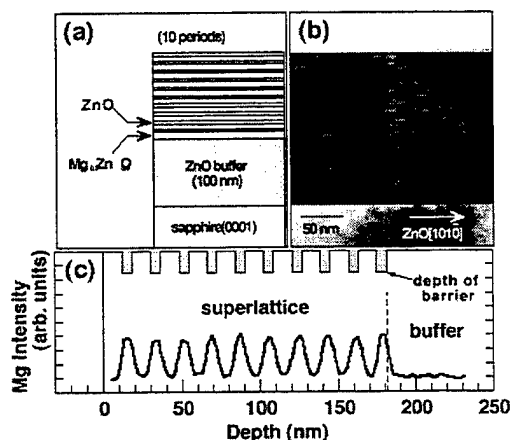 (a)
(10 periods)
ZnO
ZnO buffer
(100 nm)
sapphire(0001)
(b)
50 nm
ZnO[1010]
(c)
depth of
barrier
superlattice
buffer
Mg Intensity
(arb. units)
0 50 100 150 200 250
Depth (nm)